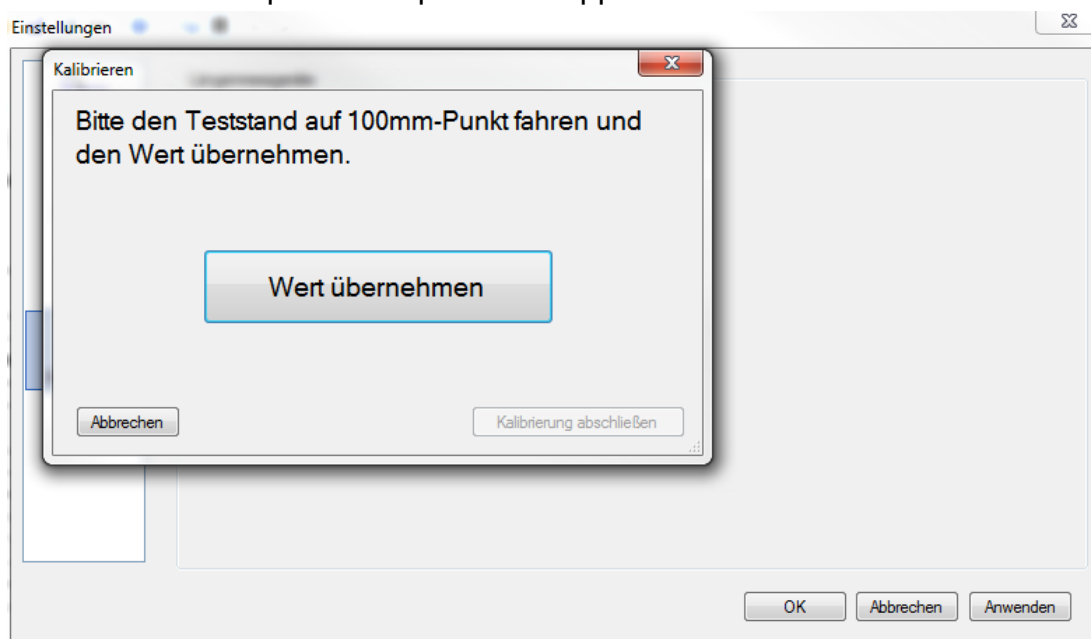 Einstellungen
Kalibrieren
Bitte den Teststand auf 100mm-Punkt fahren und
den Wert übernehmen.
Wert übernehmen
Abbrechen
Kalibrierung abschließen
OK
Abbrechen
Anwenden